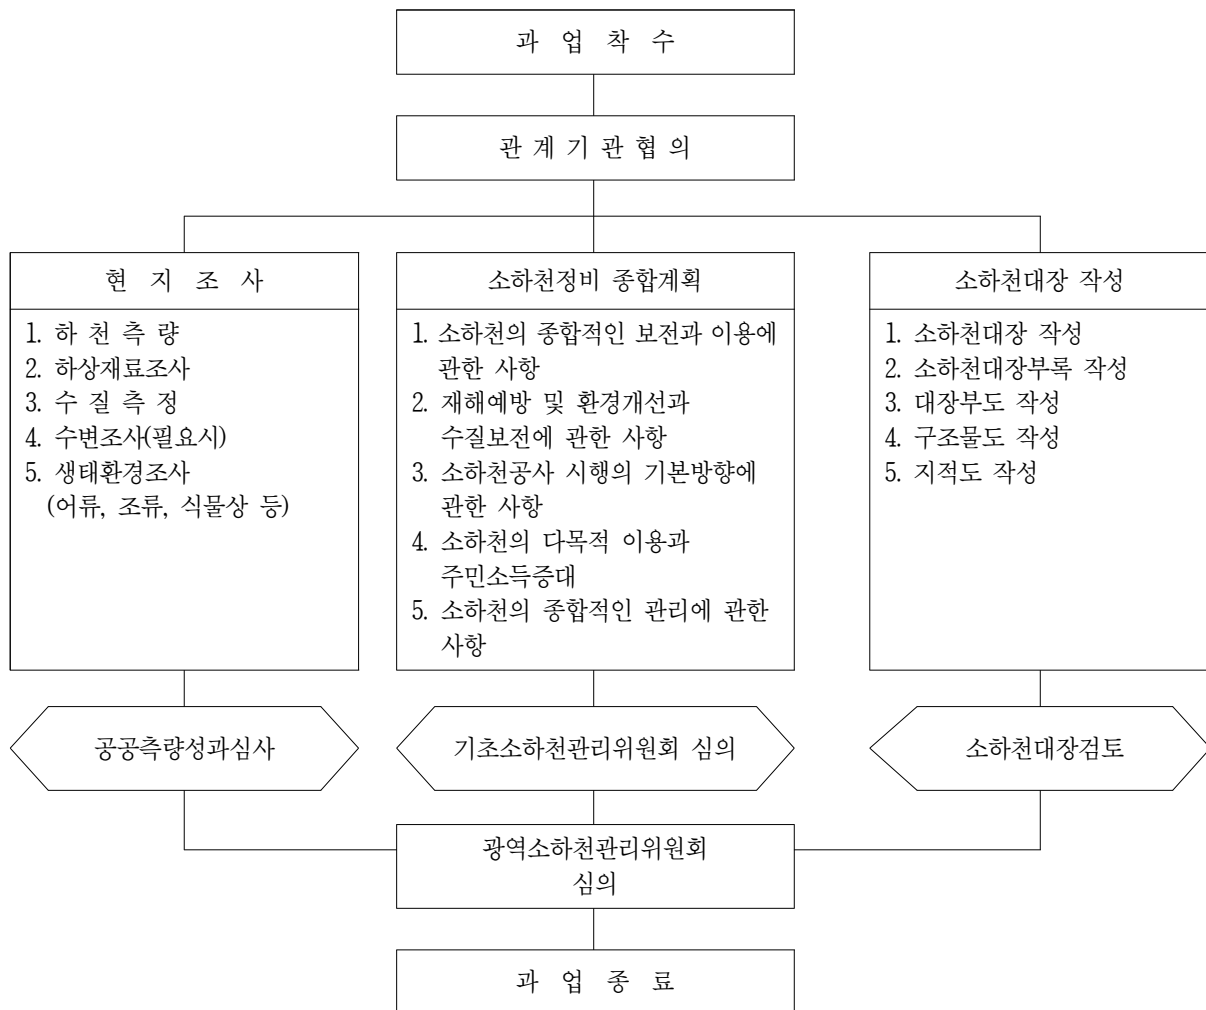 과 업 착 수
관 계 기 관 협 의
현 지 조 사
1. 하 천 측 량
2. 하상재료조사
3. 수 질 측 정
4. 수변조사(필요시)
5. 생태환경조사
(어류, 조류, 식물상 등)
소하천정비 종합계획
1. 소하천의 종합적인 보전과 이용에
관한 사항
2. 재해예방 및 환경개선과
수질보전에 관한 사항
3. 소하천공사 시행의 기본방향에
관한 사항
4. 소하천의 다목적 이용과
주민소득증대
5. 소하천의 종합적인 관리에 관한
사항
소하천대장 작성
1. 소하천대장 작성
2. 소하천대장부록 작성
3. 대장부도 작성
4. 구조물도 작성
5. 지적도 작성
공공측량성과심사
기초소하천관리위원회 심의
소하천대장검토
광역소하천관리위원회
심의
과 업 종 료